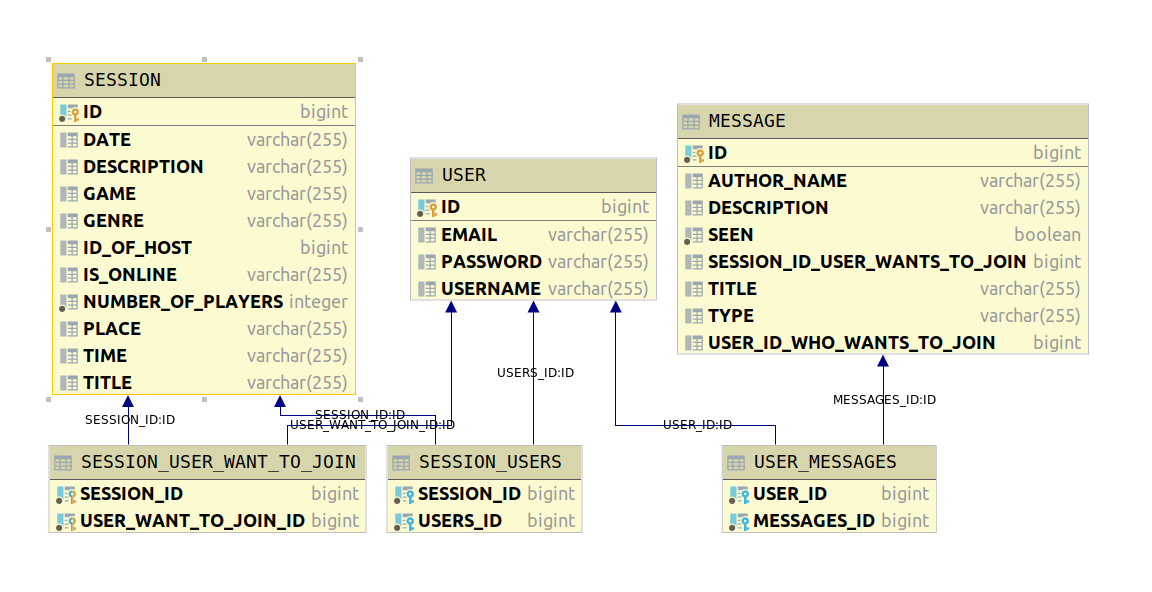 SESSION
ID bigint
DATE varchar(255)
DESCRIPTION varchar(255)
GAME varchar(255)
GENRE varchar(255)
ID_OF_HOST bigint
IS_ONLINE varchar(255)
NUMBER_OF_PLAYERS integer
PLACE varchar(255)
TIME varchar(255)
TITLE varchar(255)
USER
ID bigint
EMAIL varchar(255)
PASSWORD varchar(255)
USERNAME varchar(255)
MESSAGE
ID bigint
AUTHOR_NAME varchar(255)
DESCRIPTION varchar(255)
SEEN boolean
SESSION_ID_USER_WANTS_TO_JOIN bigint
TITLE varchar(255)
TYPE varchar(255)
USER_ID_WHO_WANTS_TO_JOIN bigint
USERS_ID:ID
MESSAGES_ID:ID
SESSION_ID:ID
SESSION_ID:ID
USER_WANT_TO_JOIN_ID:ID
USER_ID:ID
SESSION_USER_WANT_TO_JOIN
SESSION_ID bigint
USER_WANT_TO_JOIN_ID bigint
SESSION_USERS
SESSION_ID bigint
USERS_ID bigint
USER_MESSAGES
USER_ID bigint
MESSAGES_ID bigint